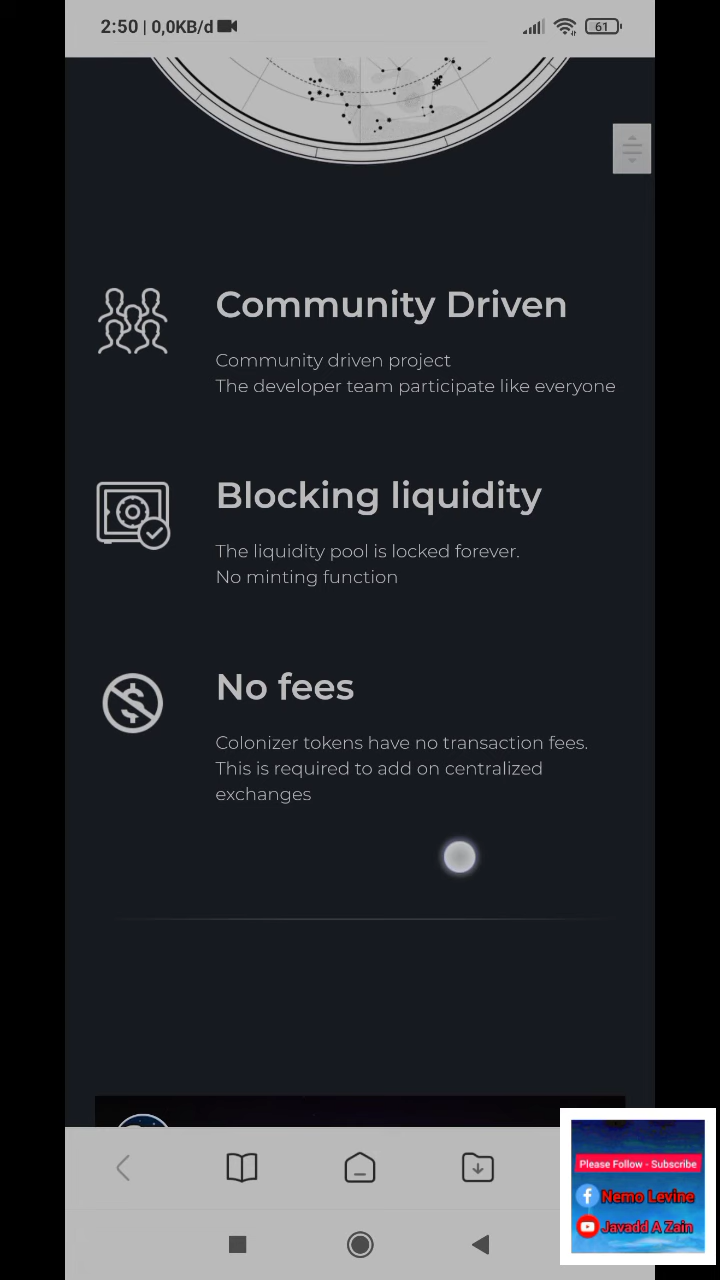 2:50 | 0,0KB/d
61
Community Driven
Community driven project
The developer team participate like everyone
Blocking liquidity
The liquidity pool is locked forever.
No minting function
No fees
Colonizer tokens have no transaction fees.
This is required to add on centralized
exchanges
Please Follow - Subscribe
Nemo Levine
Javadd A Zain